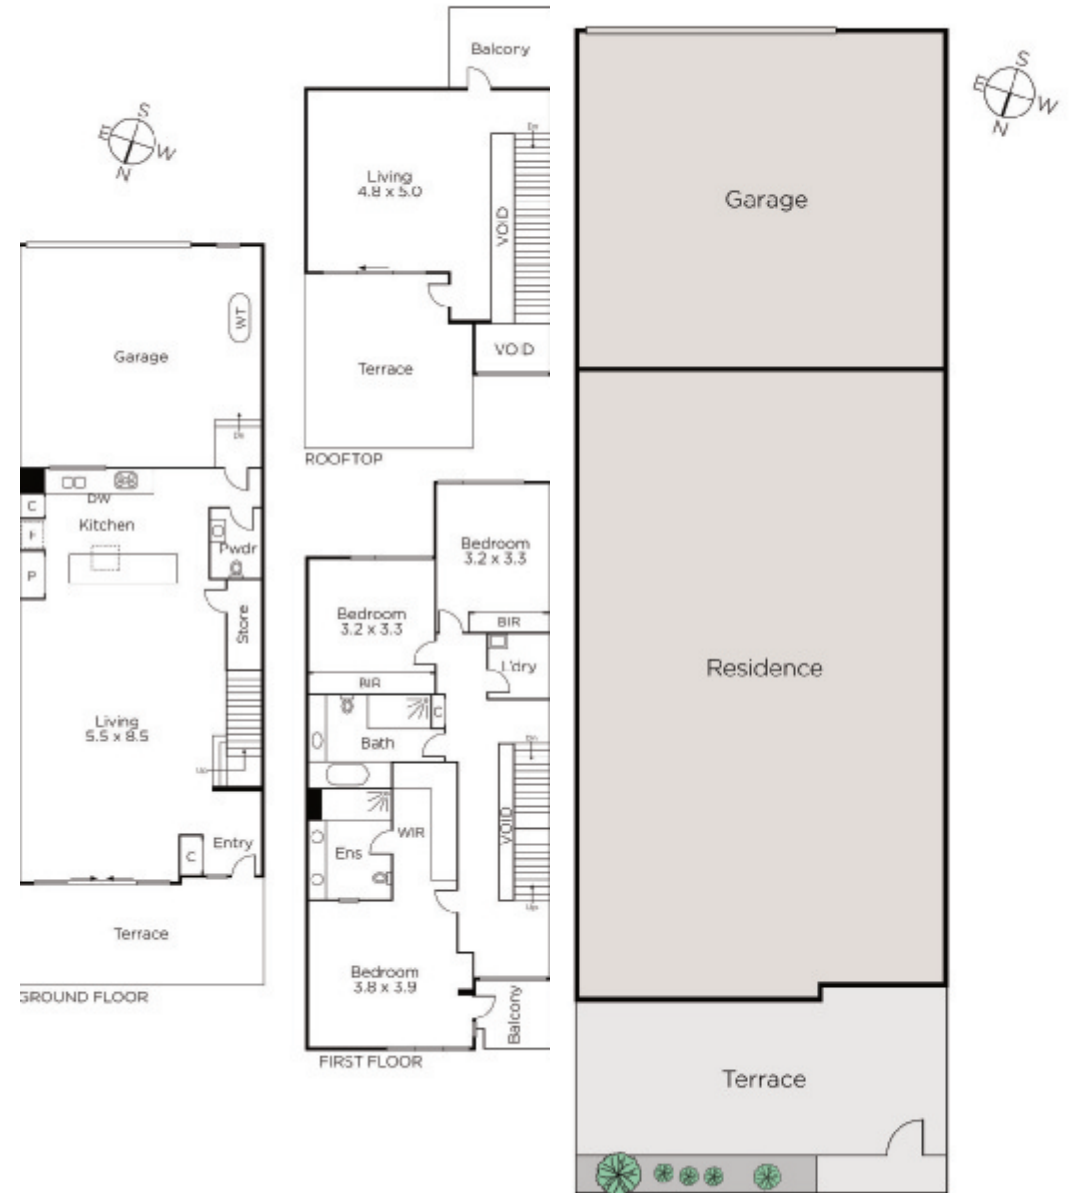 S
E
W
N
Garage
WT
Dn
DW
C
Kitchen
F
Pwdr
P
Store
Living
5.5 x 8.5
Up
Entry
C
Terrace
GROUND FLOOR
Balcony
Dn
Living
4.8 x 5.0
VOID
VOID
Terrace
ROOFTOP
Bedroom
3.2 x 3.3
Bedroom
3.2 x 3.3
BIR
L'dry
BIR
C
Bath
Dn
WIR
VOID
Ens
Up
Bedroom
3.8 x 3.9
Balcony
FIRST FLOOR
S
E
W
N
Garage
Residence
Terrace